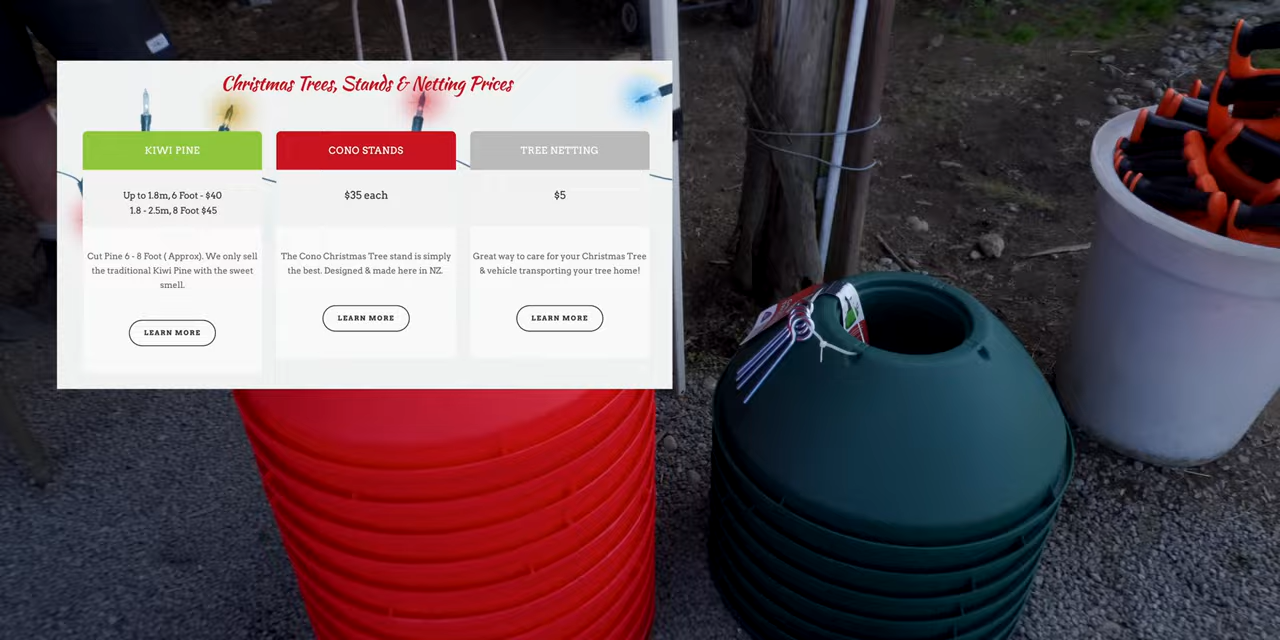 Christmas Trees, Stands & Netting Prices
KIWI PINE
Up to 1.8m, 6 Foot - $40
1.8 - 2.5m, 8 Foot $45
Cut Pine 6 - 8 Foot ( Approx). We only sell
the traditional Kiwi Pine with the sweet
smell.
LEARN MORE
CONO STANDS
$35 each
The Cono Christmas Tree stand is simply
the best. Designed & made here in NZ.
LEARN MORE
TREE NETTING
$5
Great way to care for your Christmas Tree
& vehicle transporting your tree home!
LEARN MORE